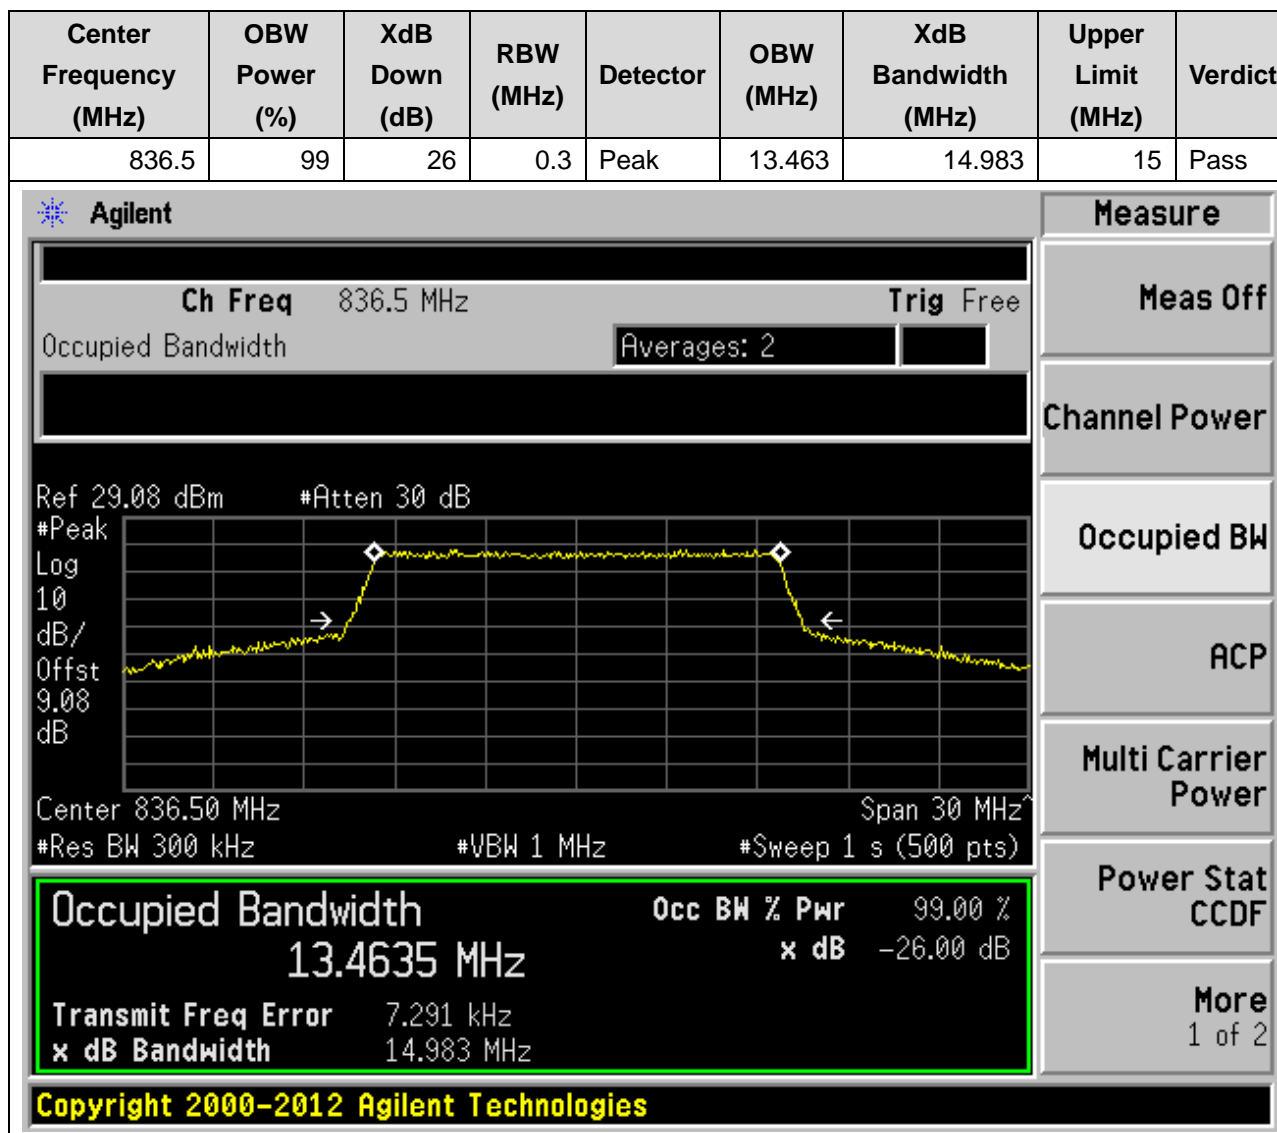 Center Frequency (MHz) OBW Power (%) XdB Down (dB) RBW (MHz) Detector OBW (MHz) XdB Bandwidth (MHz) Upper Limit (MHz) Verdict
836.5 99 26 0.3 Peak 13.463 14.983 15 Pass
Agilent
Ch Freq 836.5 MHz Trig Free
Occupied Bandwidth Averages: 2
Ref 29.08 dBm #Atten 30 dB
#Peak
Log
10
dB/
Offst
9.08
dB
Center 836.50 MHz Span 30 MHz^
#Res BW 300 kHz #VBW 1 MHz #Sweep 1 s (500 pts)
Occupied Bandwidth Occ BW % Pwr 99.00 %
13.4635 MHz x dB -26.00 dB
Transmit Freq Error 7.291 kHz
x dB Bandwidth 14.983 MHz
Copyright 2000-2012 Agilent Technologies
Measure
Meas Off
Channel Power
Occupied BW
ACP
Multi Carrier
Power
Power Stat
CCDF
More
1 of 2